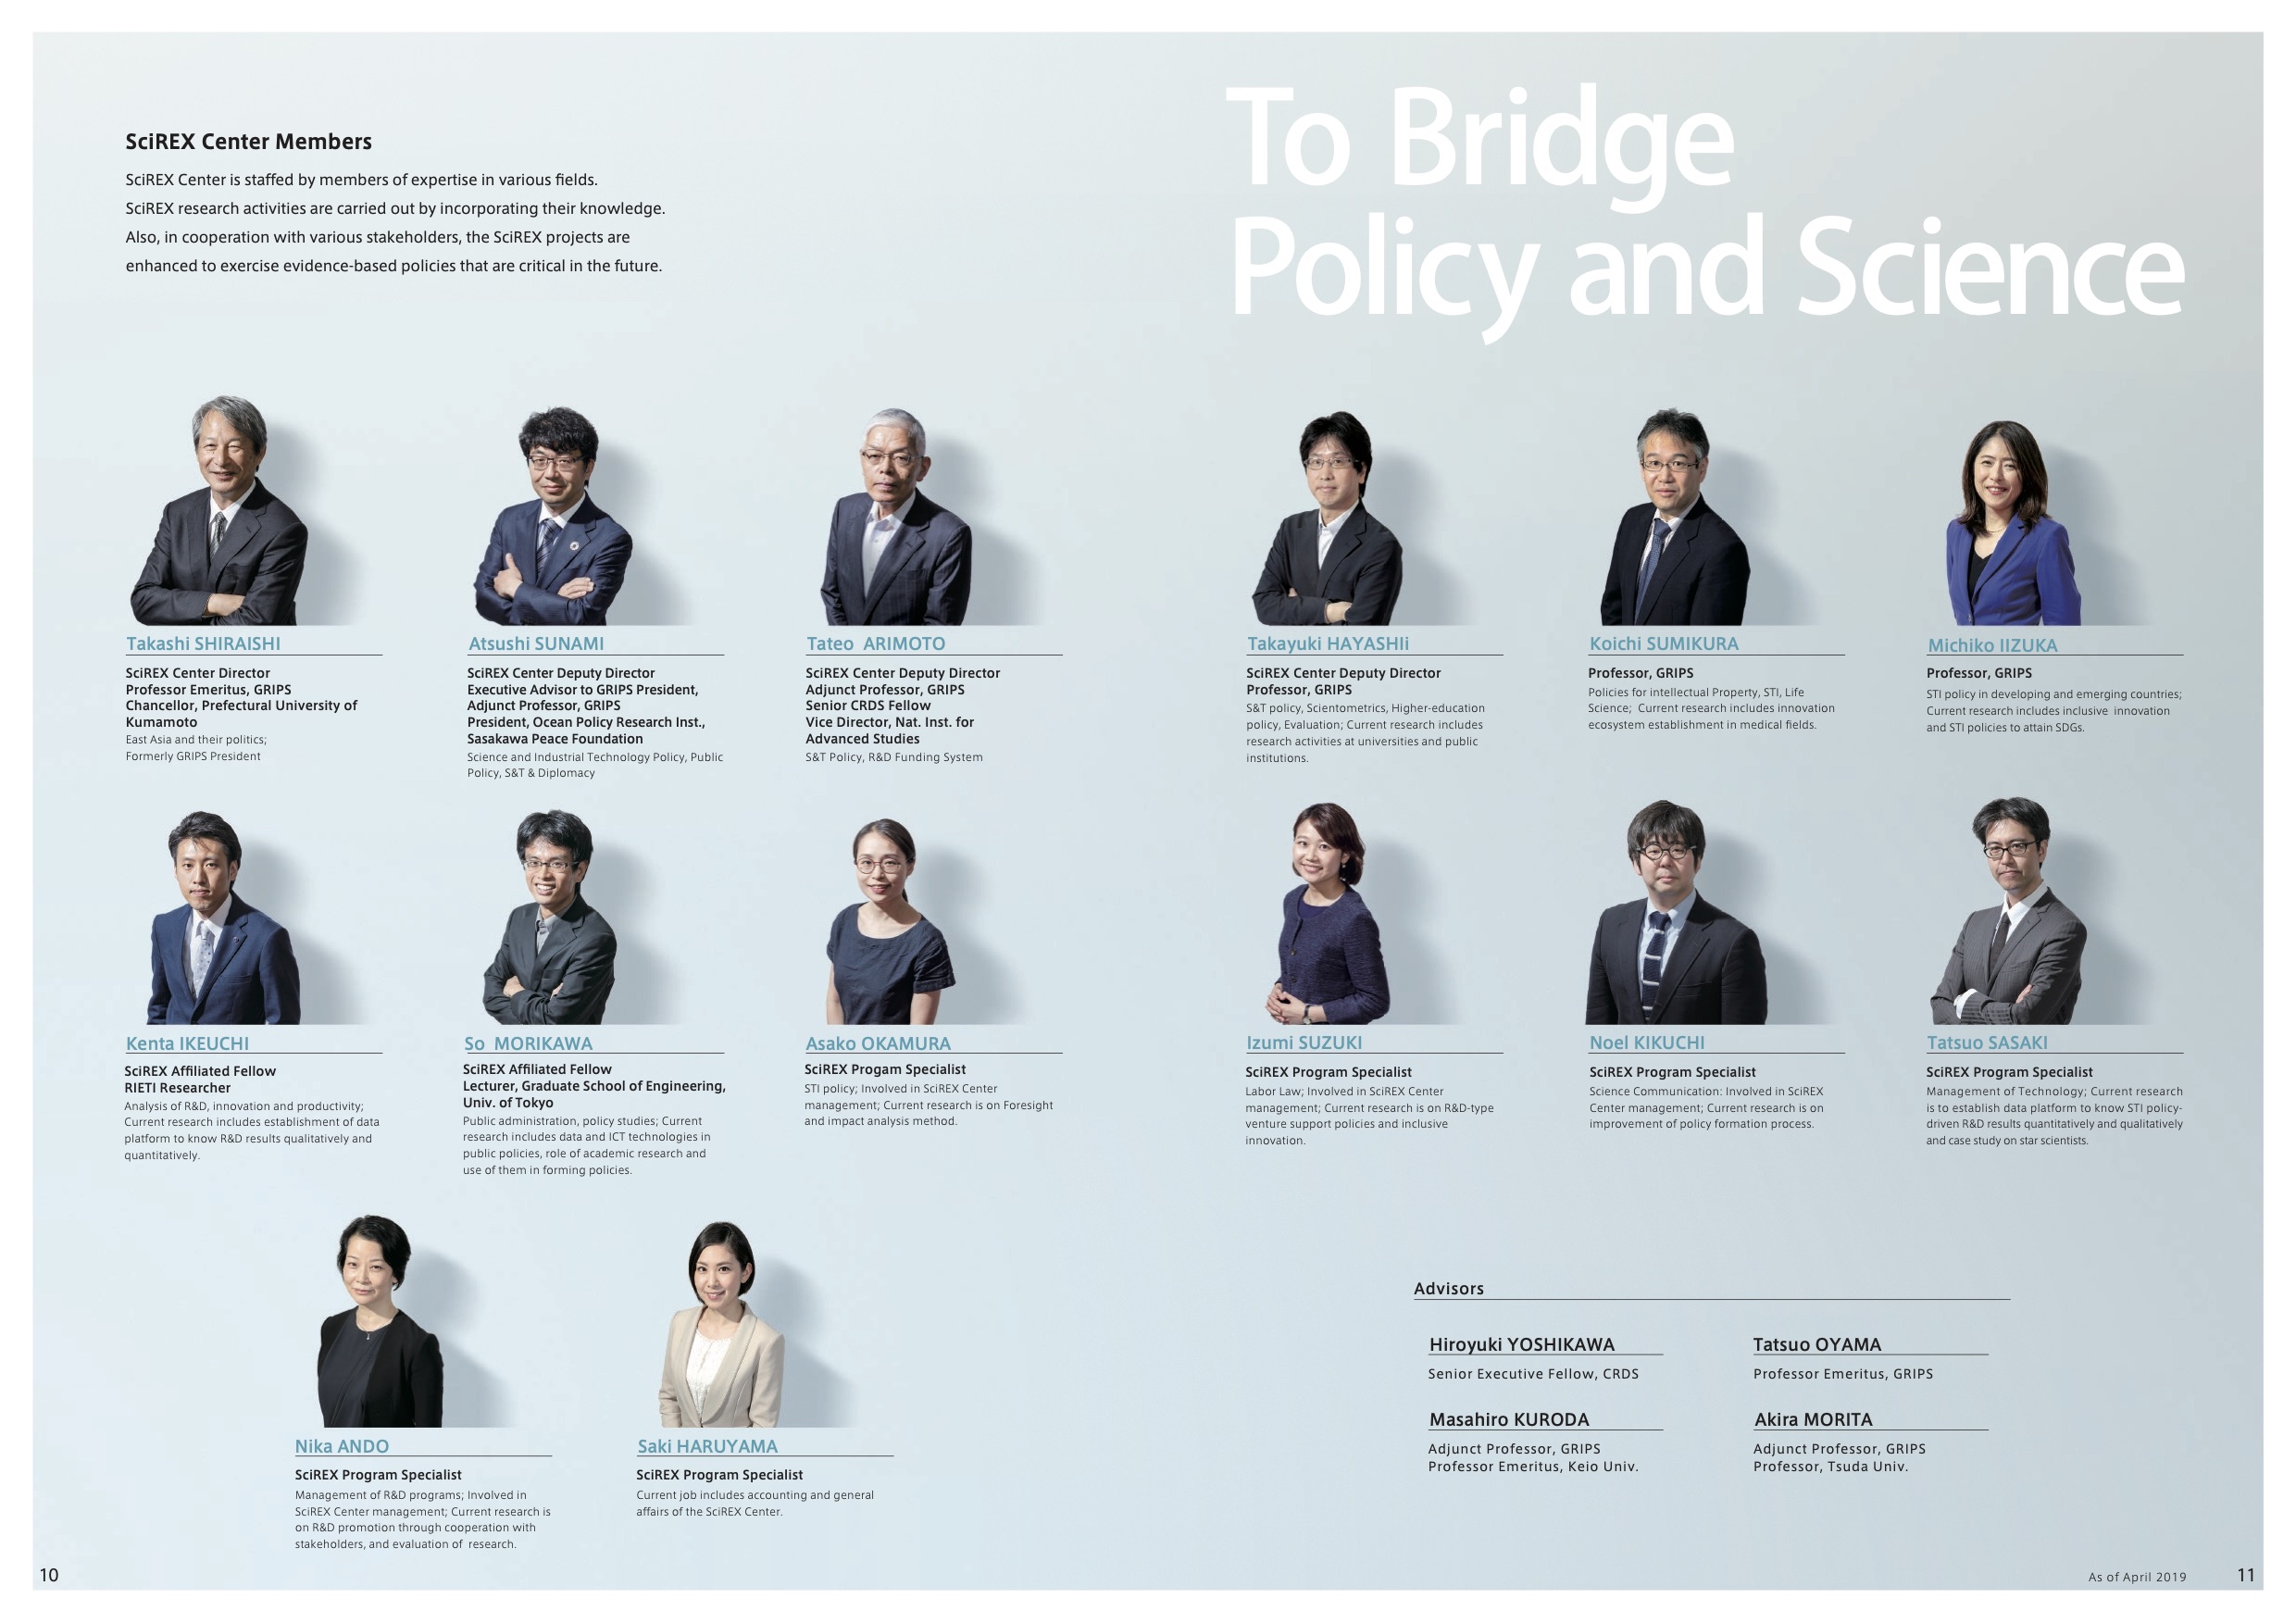 SciREX Center Members
SciREX Center is staffed by members of expertise in various fields.
SciREX research activities are carried out by incorporating their knowledge.
Also, in cooperation with various stakeholders, the SciREX projects are
enhanced to exercise evidence-based policies that are critical in the future.
To Bridge
Policy and Science
Takashi SHIRAISHI
SciREX Center Director
Professor Emeritus, GRIPS
Chancellor, Prefectural University of
Kumamoto
East Asia and their politics;
Formerly GRIPS President
Atsushi SUNAMI
SciREX Center Deputy Director
Executive Advisor to GRIPS President,
Adjunct Professor, GRIPS
President, Ocean Policy Research Inst.,
Sasakawa Peace Foundation
Science and Industrial Technology Policy, Public
Policy, S&T & Diplomacy
Tateo ARIMOTO
SciREX Center Deputy Director
Adjunct Professor, GRIPS
Senior CRDS Fellow
Vice Director, Nat. Inst. for
Advanced Studies
S&T Policy, R&D Funding System
Takayuki HAYASHIi
SciREX Center Deputy Director
Professor, GRIPS
S&T policy, Scientometrics, Higher-education
policy, Evaluation; Current research includes
research activities at universities and public
institutions.
Koichi SUMIKURA
Professor, GRIPS
Policies for intellectual Property, STI, Life
Science; Current research includes innovation
ecosystem establishment in medical fields.
Michiko IIZUKA
Professor, GRIPS
STI policy in developing and emerging countries;
Current research includes inclusive innovation
and STI policies to attain SDGs.
Kenta IKEUCHI
SciREX Affiliated Fellow
RIETI Researcher
Analysis of R&D, innovation and productivity;
Current research includes establishment of data
platform to know R&D results qualitatively and
quantitatively.
So MORIKAWA
SciREX Affiliated Fellow
Lecturer, Graduate School of Engineering,
Univ. of Tokyo
Public administration, policy studies; Current
research includes data and ICT technologies in
public policies, role of academic research and
use of them in forming policies.
Asako OKAMURA
SciREX Progam Specialist
STI policy; Involved in SciREX Center
management; Current research is on Foresight
and impact analysis method.
Izumi SUZUKI
SciREX Program Specialist
Labor Law; Involved in SciREX Center
management; Current research is on R&D-type
venture support policies and inclusive
innovation.
Noel KIKUCHI
SciREX Program Specialist
Science Communication: Involved in SciREX
Center management; Current research is on
improvement of policy formation process.
Tatsuo SASAKI
SciREX Program Specialist
Management of Technology; Current research
is to establish data platform to know STI policy-
driven R&D results quantitatively and qualitatively
and case study on star scientists.
Nika ANDO
SciREX Program Specialist
Management of R&D programs; Involved in
SciREX Center management; Current research is
on R&D promotion through cooperation with
stakeholders, and evaluation of research.
Saki HARUYAMA
SciREX Program Specialist
Current job includes accounting and general
affairs of the SciREX Center.
Advisors
Hiroyuki YOSHIKAWA
Senior Executive Fellow, CRDS
Tatsuo OYAMA
Professor Emeritus, GRIPS
Masahiro KURODA
Adjunct Professor, GRIPS
Professor Emeritus, Keio Univ.
Akira MORITA
Adjunct Professor, GRIPS
Professor, Tsuda Univ.
10
As of April 2019
11